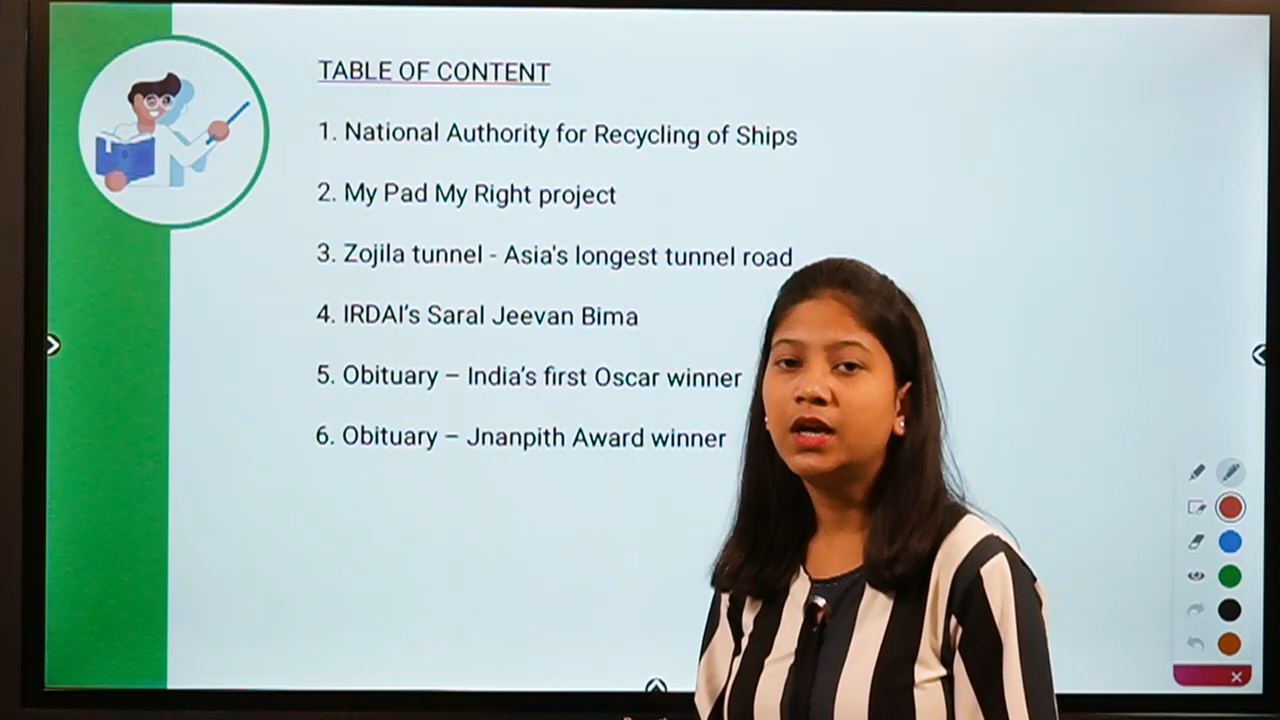 TABLE OF CONTENT
1. National Authority for Recycling of Ships
2. My Pad My Right project
3. Zojila tunnel - Asia's longest tunnel road
4. IRDAI’s Saral Jeevan Bima
5. Obituary – India’s first Oscar winner
6. Obituary – Jnanpith Award winner